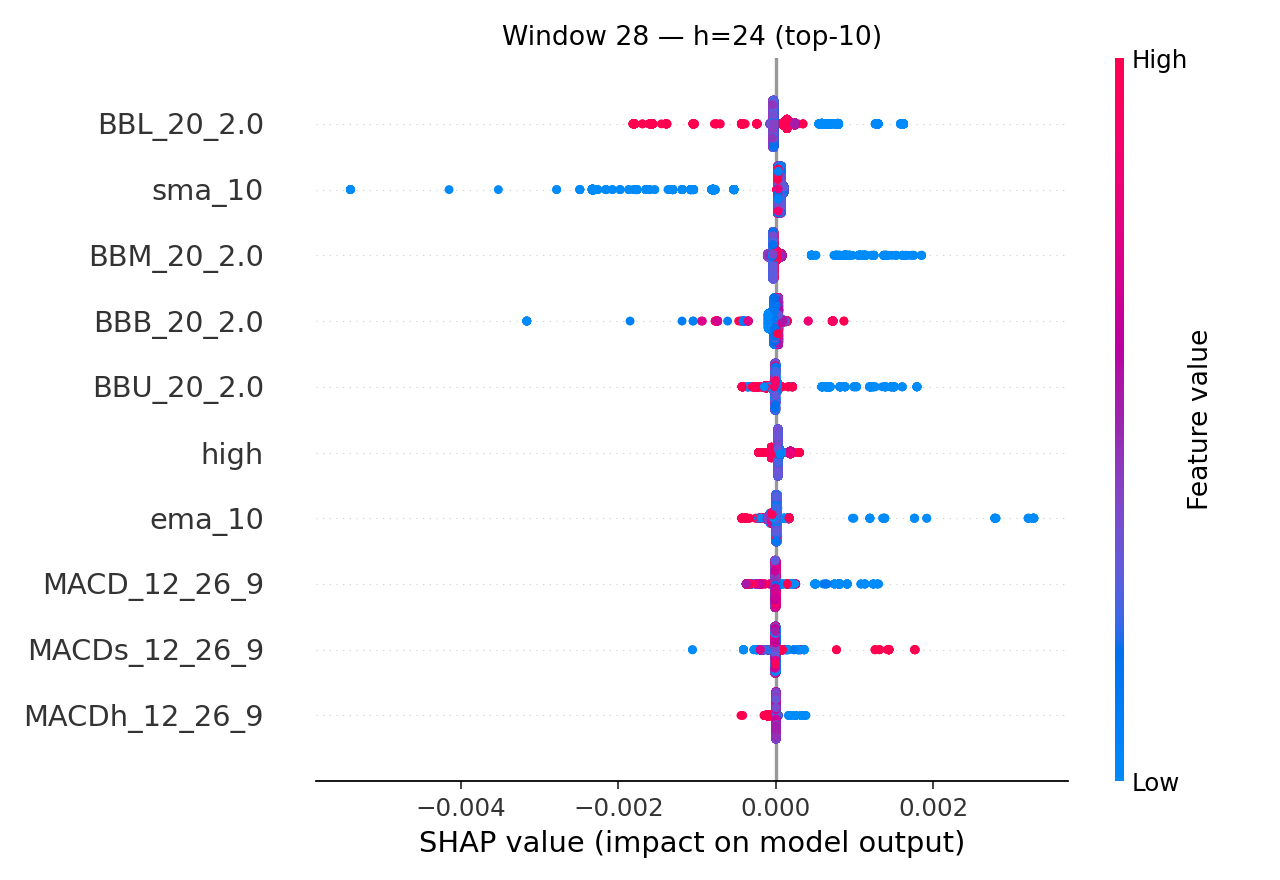 Window 28 — h=24 (top-10)
High
BBL_20_2.0
sma_10
BBM_20_2.0
BBB_20_2.0
BBU_20_2.0
high
ema_10
MACD_12_26_9
MACDs_12_26_9
MACDh_12_26_9
Feature value
Low
−0.004 −0.002 0.000 0.002
SHAP value (impact on model output)